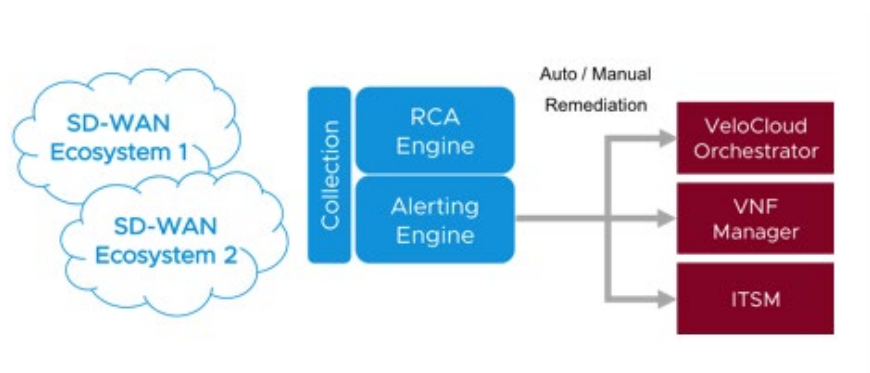 SD-WAN
Ecosystem 1
SD-WAN
Ecosystem 2
Collection
RCA
Engine
Alerting
Engine
Auto / Manual
Remediation
VeloCloud
Orchestrator
VNF
Manager
ITSM